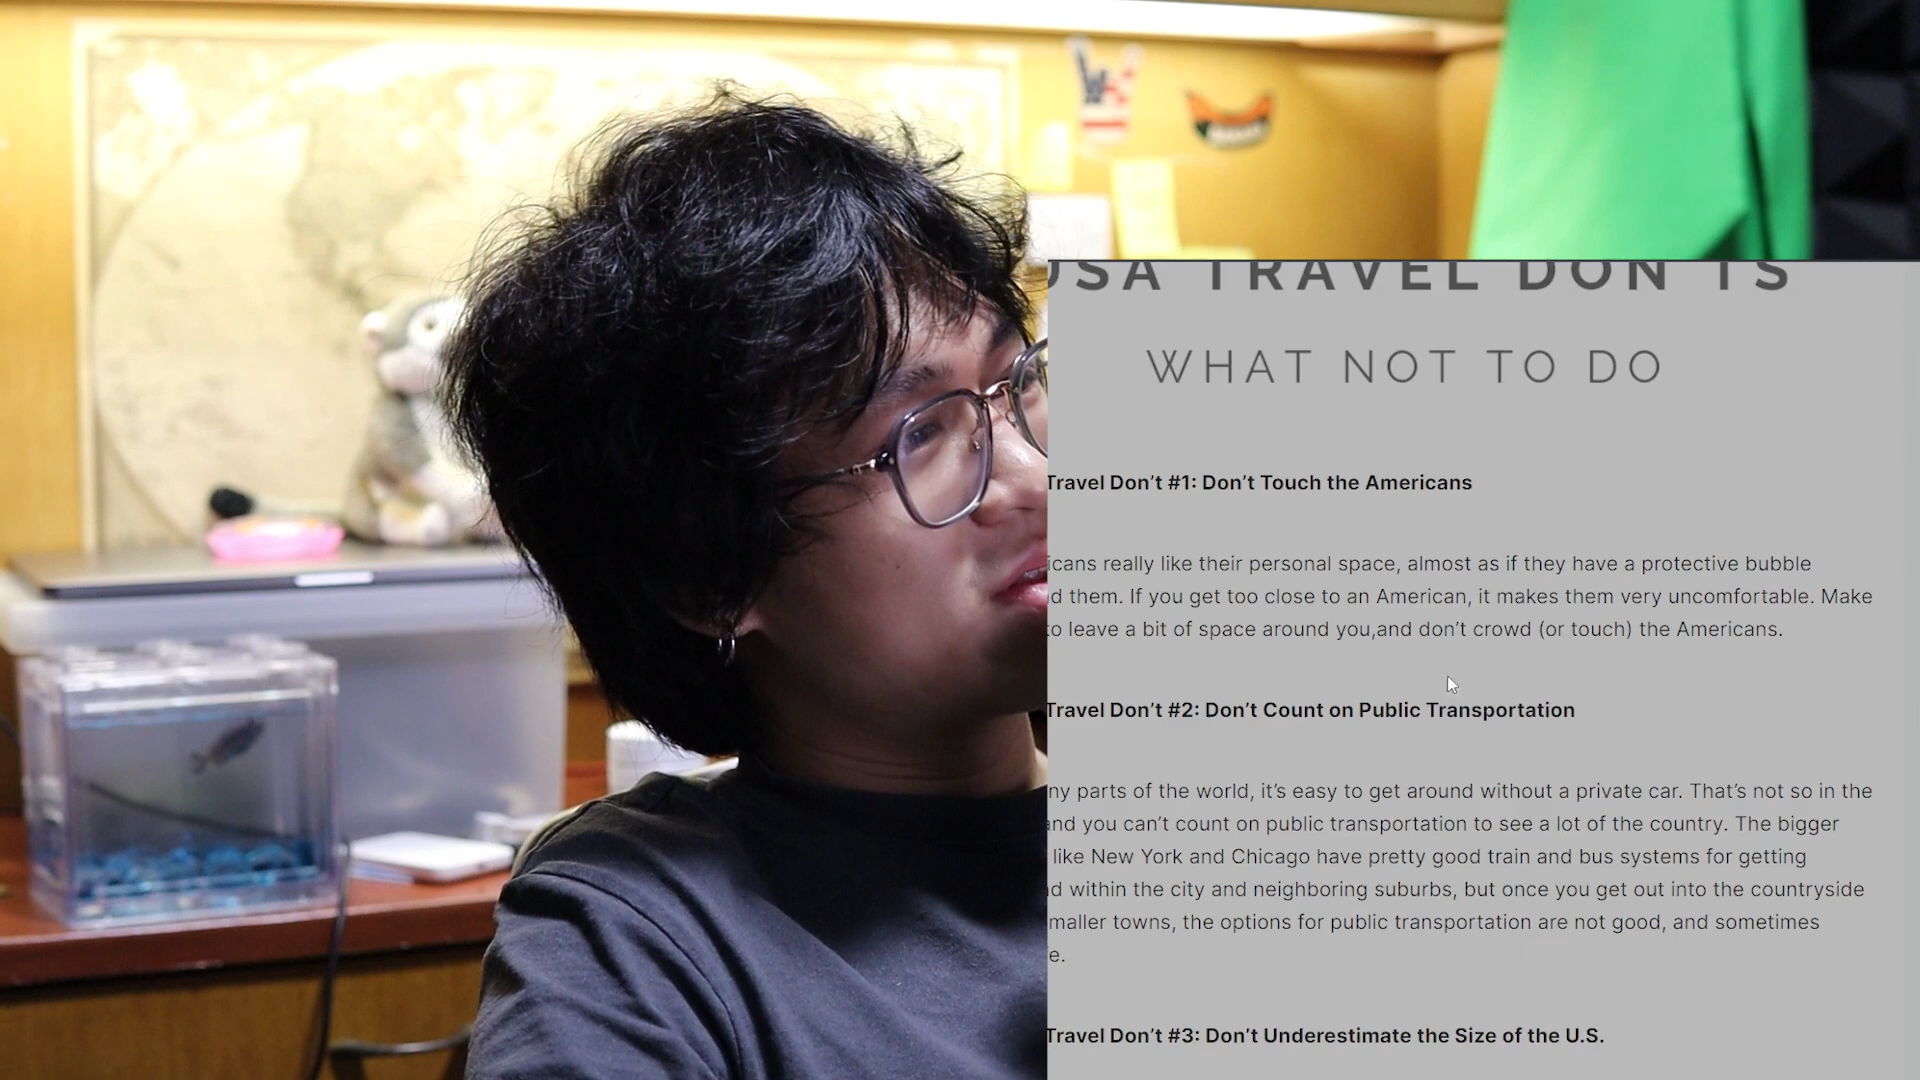 USA TRAVEL DON'TS
WHAT NOT TO DO
Travel Don’t #1: Don’t Touch the Americans
icans really like their personal space, almost as if they have a protective bubble
d them. If you get too close to an American, it makes them very uncomfortable. Make
to leave a bit of space around you,and don’t crowd (or touch) the Americans.
Travel Don’t #2: Don’t Count on Public Transportation
ny parts of the world, it’s easy to get around without a private car. That’s not so in the
and you can’t count on public transportation to see a lot of the country. The bigger
like New York and Chicago have pretty good train and bus systems for getting
d within the city and neighboring suburbs, but once you get out into the countryside
maller towns, the options for public transportation are not good, and sometimes
e.
Travel Don’t #3: Don’t Underestimate the Size of the U.S.